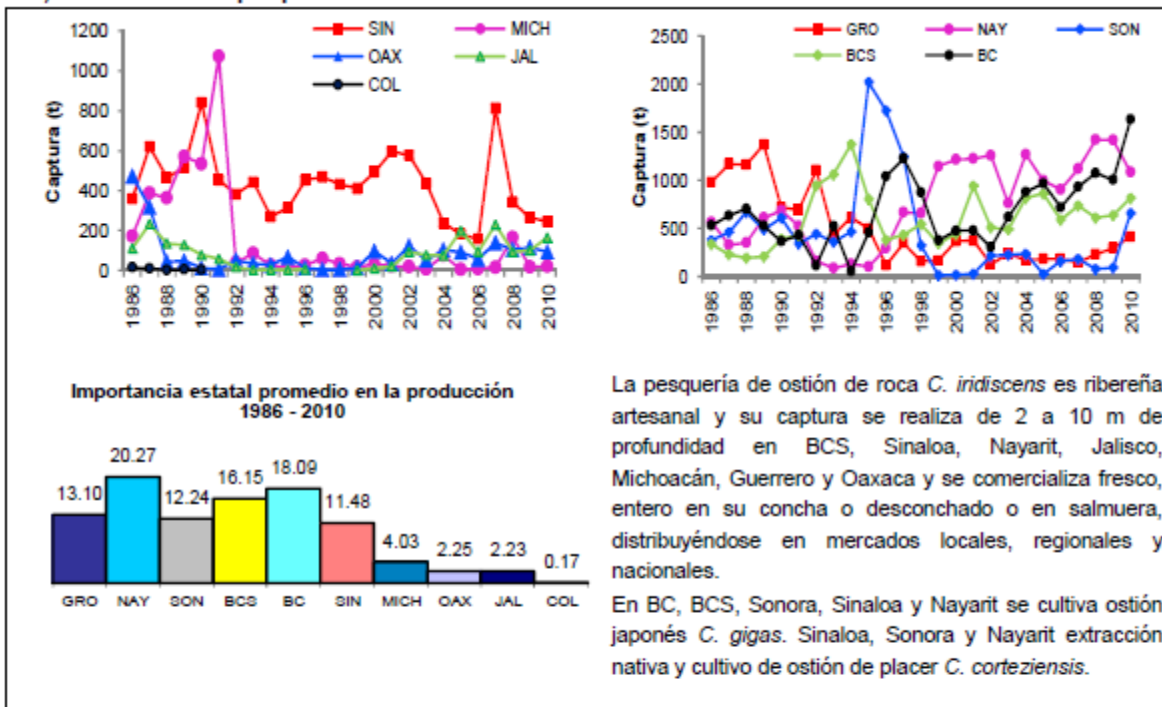 SIN MICH
OAX JAL
COL
1200
1000
800
600
400
200
0
Captura (t)
1986 1988 1990 1992 1994 1996 1998 2000 2002 2004 2006 2008 2010
GRO NAY SON
BCS BC
2500
2000
1500
1000
500
0
Captura (t)
1986 1988 1990 1992 1994 1996 1998 2000 2002 2004 2006 2008 2010
Importancia estatal promedio en la producción
1986 - 2010
13.10 20.27 12.24 16.15 18.09 11.48 4.03 2.25 2.23 0.17
GRO NAY SON BCS BC SIN MICH OAX JAL COL
La pesquería de ostión de roca C. iridiscens es ribereña
artesanal y su captura se realiza de 2 a 10 m de
profundidad en BCS, Sinaloa, Nayarit, Jalisco,
Michoacán, Guerrero y Oaxaca y se comercializa fresco,
entero en su concha o desconchado o en salmuera,
distribuyéndose en mercados locales, regionales y
nacionales.
En BC, BCS, Sonora, Sinaloa y Nayarit se cultiva ostión
japonés C. gigas. Sinaloa, Sonora y Nayarit extracción
nativa y cultivo de ostión de placer C. corteziensis.